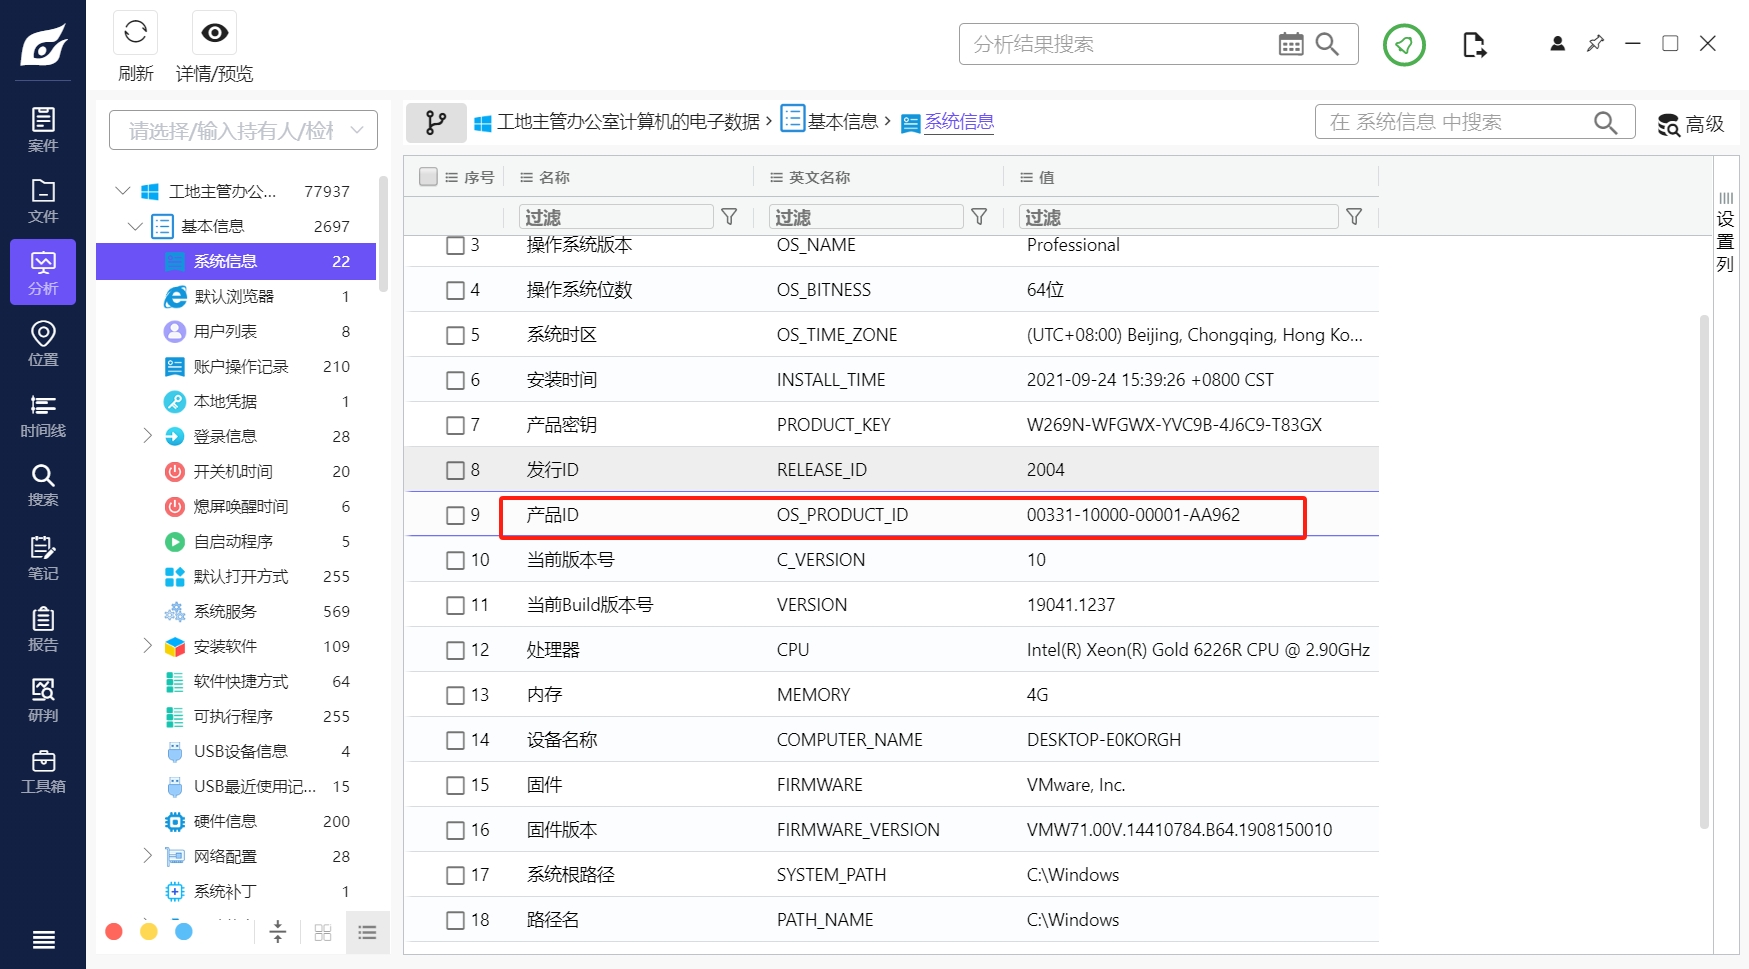 刷新
详情/预览
分析结果搜索
案件
文件
分析
位置
时间线
搜索
笔记
报告
研判
工具箱
请选择/输入持有人/检材
工地主管办公... 77937
基本信息 2697
系统信息 22
默认浏览器 1
用户列表 8
账户操作记录 210
本地凭据 1
登录信息 28
开关机时间 20
熄屏唤醒时间 6
自启动程序 5
默认打开方式 255
系统服务 569
安装软件 109
软件快捷方式 64
可执行程序 255
USB设备信息 4
USB最近使用记... 15
硬件信息 200
网络配置 28
系统补丁 1
工地主管办公室计算机的电子数据 › 基本信息 › 系统信息
在 系统信息 中搜索
高级
序号 名称 英文名称 值
过滤 过滤 过滤
3 操作系统版本 OS_NAME Professional
4 操作系统位数 OS_BITNESS 64位
5 系统时区 OS_TIME_ZONE (UTC+08:00) Beijing, Chongqing, Hong Ko...
6 安装时间 INSTALL_TIME 2021-09-24 15:39:26 +0800 CST
7 产品密钥 PRODUCT_KEY W269N-WFGWX-YVC9B-4J6C9-T83GX
8 发行ID RELEASE_ID 2004
9 产品ID OS_PRODUCT_ID 00331-10000-00001-AA962
10 当前版本号 C_VERSION 10
11 当前Build版本号 VERSION 19041.1237
12 处理器 CPU Intel(R) Xeon(R) Gold 6226R CPU @ 2.90GHz
13 内存 MEMORY 4G
14 设备名称 COMPUTER_NAME DESKTOP-E0KORGH
15 固件 FIRMWARE VMware, Inc.
16 固件版本 FIRMWARE_VERSION VMW71.00V.14410784.B64.1908150010
17 系统根路径 SYSTEM_PATH C:\Windows
18 路径名 PATH_NAME C:\Windows
设置列